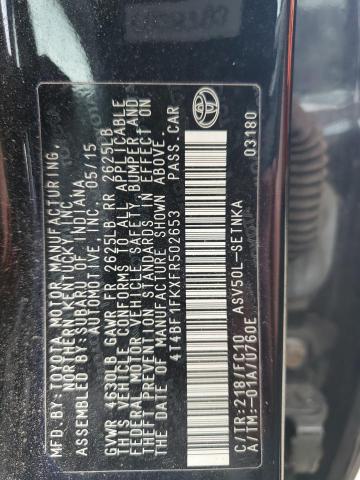 MFD.BY: TOYOTA MOTOR MANUFACTURING,
NORTHERN KENTUCKY, INC.
ASSEMBLED BY: SUBARU OF INDIANA
AUTOMOTIVE, INC. 05/15
GVWR 4630LB GAWR FR 2625LB RR 2625LB
THIS VEHICLE CONFORMS TO ALL APPLICABLE
FEDERAL MOTOR VEHICLE SAFETY, BUMPER, AND
THEFT PREVENTION STANDARDS IN EFFECT ON
THE DATE OF MANUFACTURE SHOWN ABOVE.
4T4BF1FKXFR502653 PASS.CAR
C/TR:218/FC10 ASV50L-SETNKA
A/TM:-01A/U760E 03180
TOYOTA